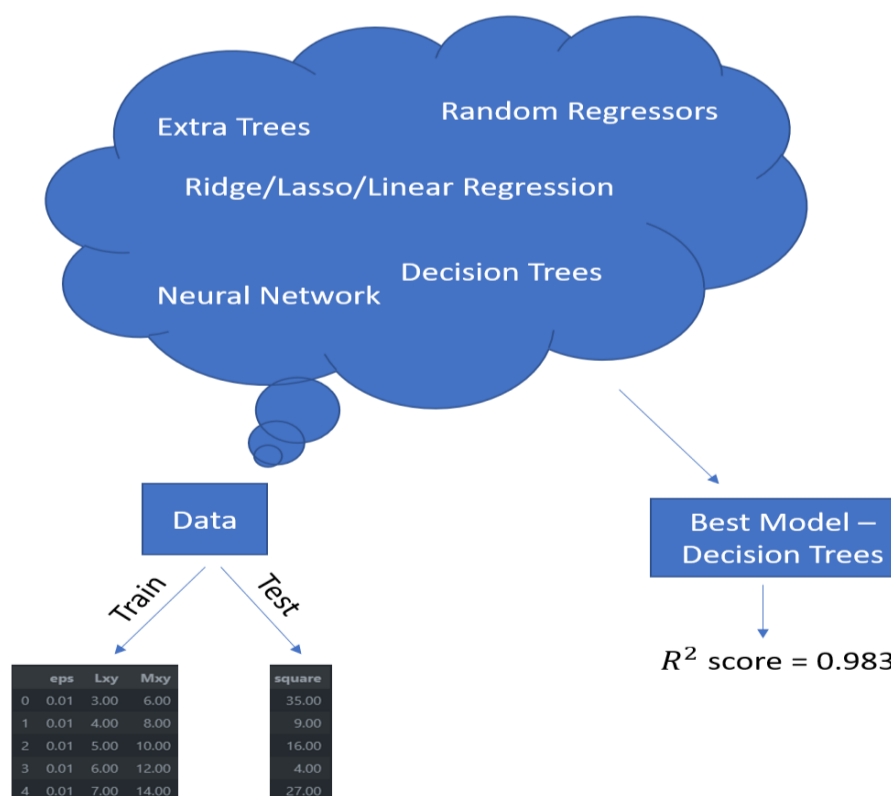 Random Regressors
Extra Trees
Ridge/Lasso/Linear Regression
Decision Trees
Neural Network
Data
Train
Test
eps Lxy Mxy
0 0.01 3.00 6.00
1 0.01 4.00 8.00
2 0.01 5.00 10.00
3 0.01 6.00 12.00
4 0.01 7.00 14.00
square
35.00
9.00
16.00
4.00
27.00
Best Model –
Decision Trees
R² score = 0.983